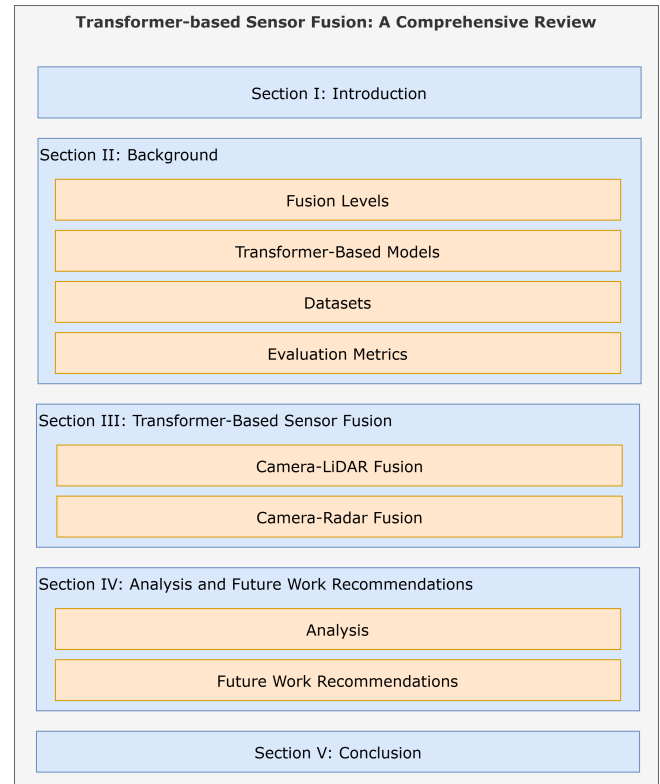 Transformer-based Sensor Fusion: A Comprehensive Review
Section I: Introduction
Section II: Background
Fusion Levels
Transformer-Based Models
Datasets
Evaluation Metrics
Section III: Transformer-Based Sensor Fusion
Camera-LiDAR Fusion
Camera-Radar Fusion
Section IV: Analysis and Future Work Recommendations
Analysis
Future Work Recommendations
Section V: Conclusion